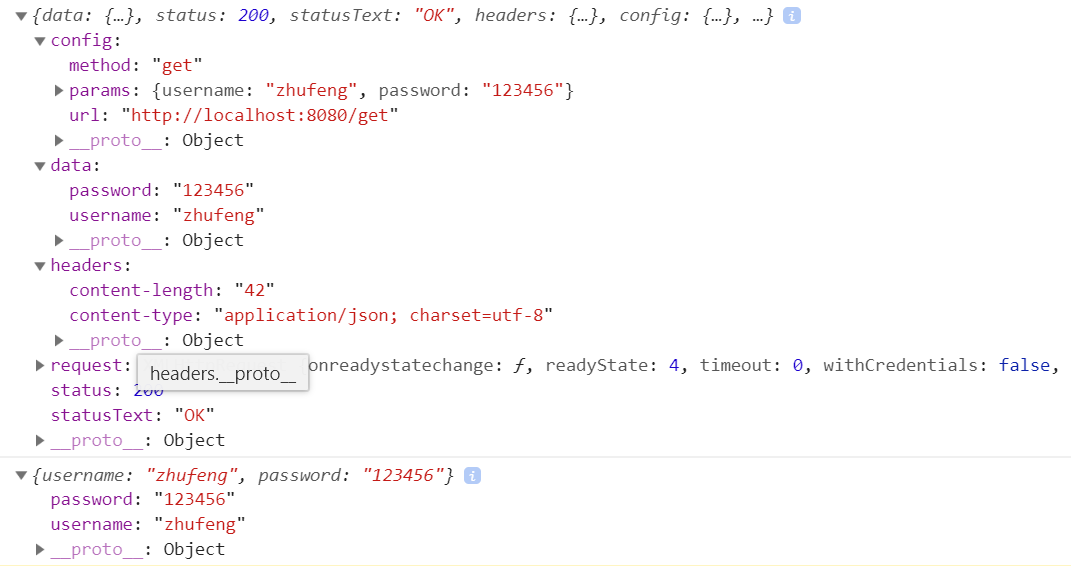 ▼{data: {…}, status: 200, statusText: "OK", headers: {…}, config: {…}, …} i
▼config:
method: "get"
▶params: {username: "zhufeng", password: "123456"}
url: "http://localhost:8080/get"
▶__proto__: Object
▼data:
password: "123456"
username: "zhufeng"
▶__proto__: Object
▼headers:
content-length: "42"
content-type: "application/json; charset=utf-8"
▶__proto__: Object
▶request: onreadystatechange: ƒ, readyState: 4, timeout: 0, withCredentials: false,
headers.__proto__
status: 200
statusText: "OK"
▶__proto__: Object
▼{username: "zhufeng", password: "123456"} i
password: "123456"
username: "zhufeng"
▶__proto__: Object